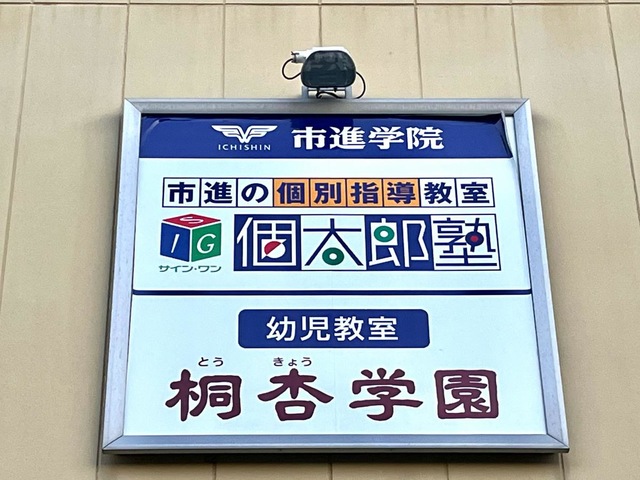 ICHISHIN 市進学院
市進の個別指導教室
SIG 個太郎塾
サイン・ワン
幼児教室
とう きょう
桐杏学園